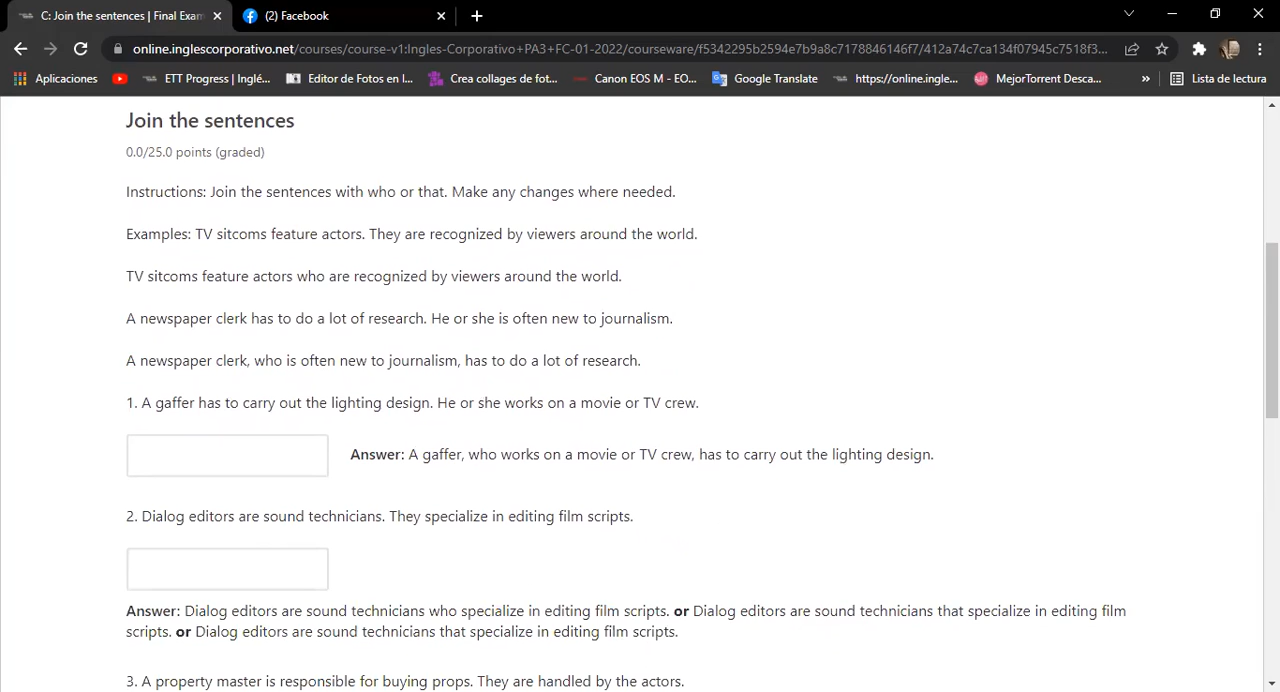 C: Join the sentences | Final Exam
(2) Facebook
online.inglescorporativo.net/courses/course-v1:Ingles-Corporativo+PA3+FC-01-2022/courseware/f5342295b2594e7b9a8c7178846146f7/412a74c7ca134f07945c7518f3...
Aplicaciones
ETT Progress | Inglé...
Editor de Fotos en l...
Crea collages de fot...
Canon EOS M - EO...
Google Translate
https://online.ingle...
MejorTorrent Desca...
»
Lista de lectura
Join the sentences
0.0/25.0 points (graded)
Instructions: Join the sentences with who or that. Make any changes where needed.
Examples: TV sitcoms feature actors. They are recognized by viewers around the world.
TV sitcoms feature actors who are recognized by viewers around the world.
A newspaper clerk has to do a lot of research. He or she is often new to journalism.
A newspaper clerk, who is often new to journalism, has to do a lot of research.
1. A gaffer has to carry out the lighting design. He or she works on a movie or TV crew.
Answer: A gaffer, who works on a movie or TV crew, has to carry out the lighting design.
2. Dialog editors are sound technicians. They specialize in editing film scripts.
Answer: Dialog editors are sound technicians who specialize in editing film scripts. or Dialog editors are sound technicians that specialize in editing film
scripts. or Dialog editors are sound technicians that specialize in editing film scripts.
3. A property master is responsible for buying props. They are handled by the actors.